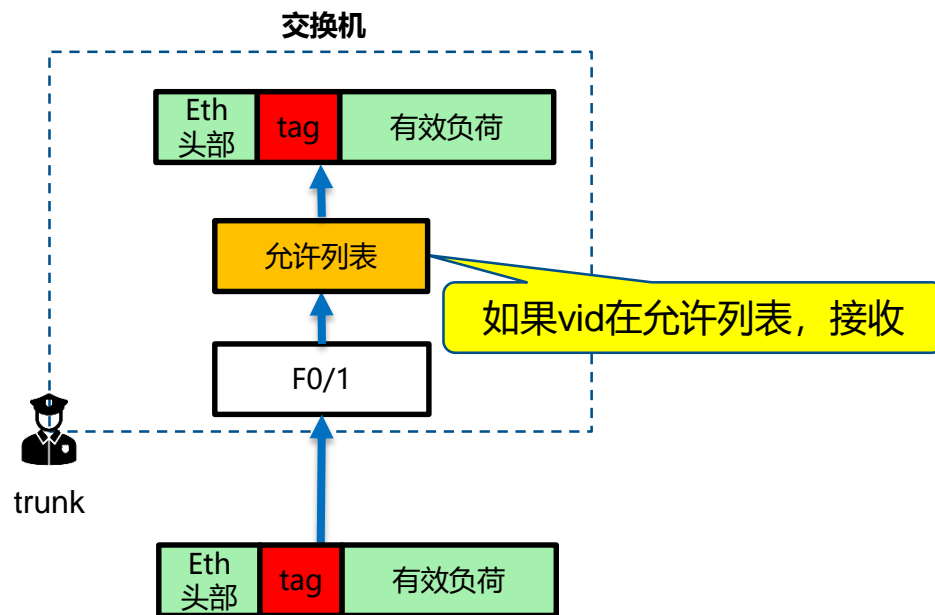 交换机
Eth
头部
tag
有效负荷
允许列表
如果vid在允许列表，接收
F0/1
trunk
Eth
头部
tag
有效负荷